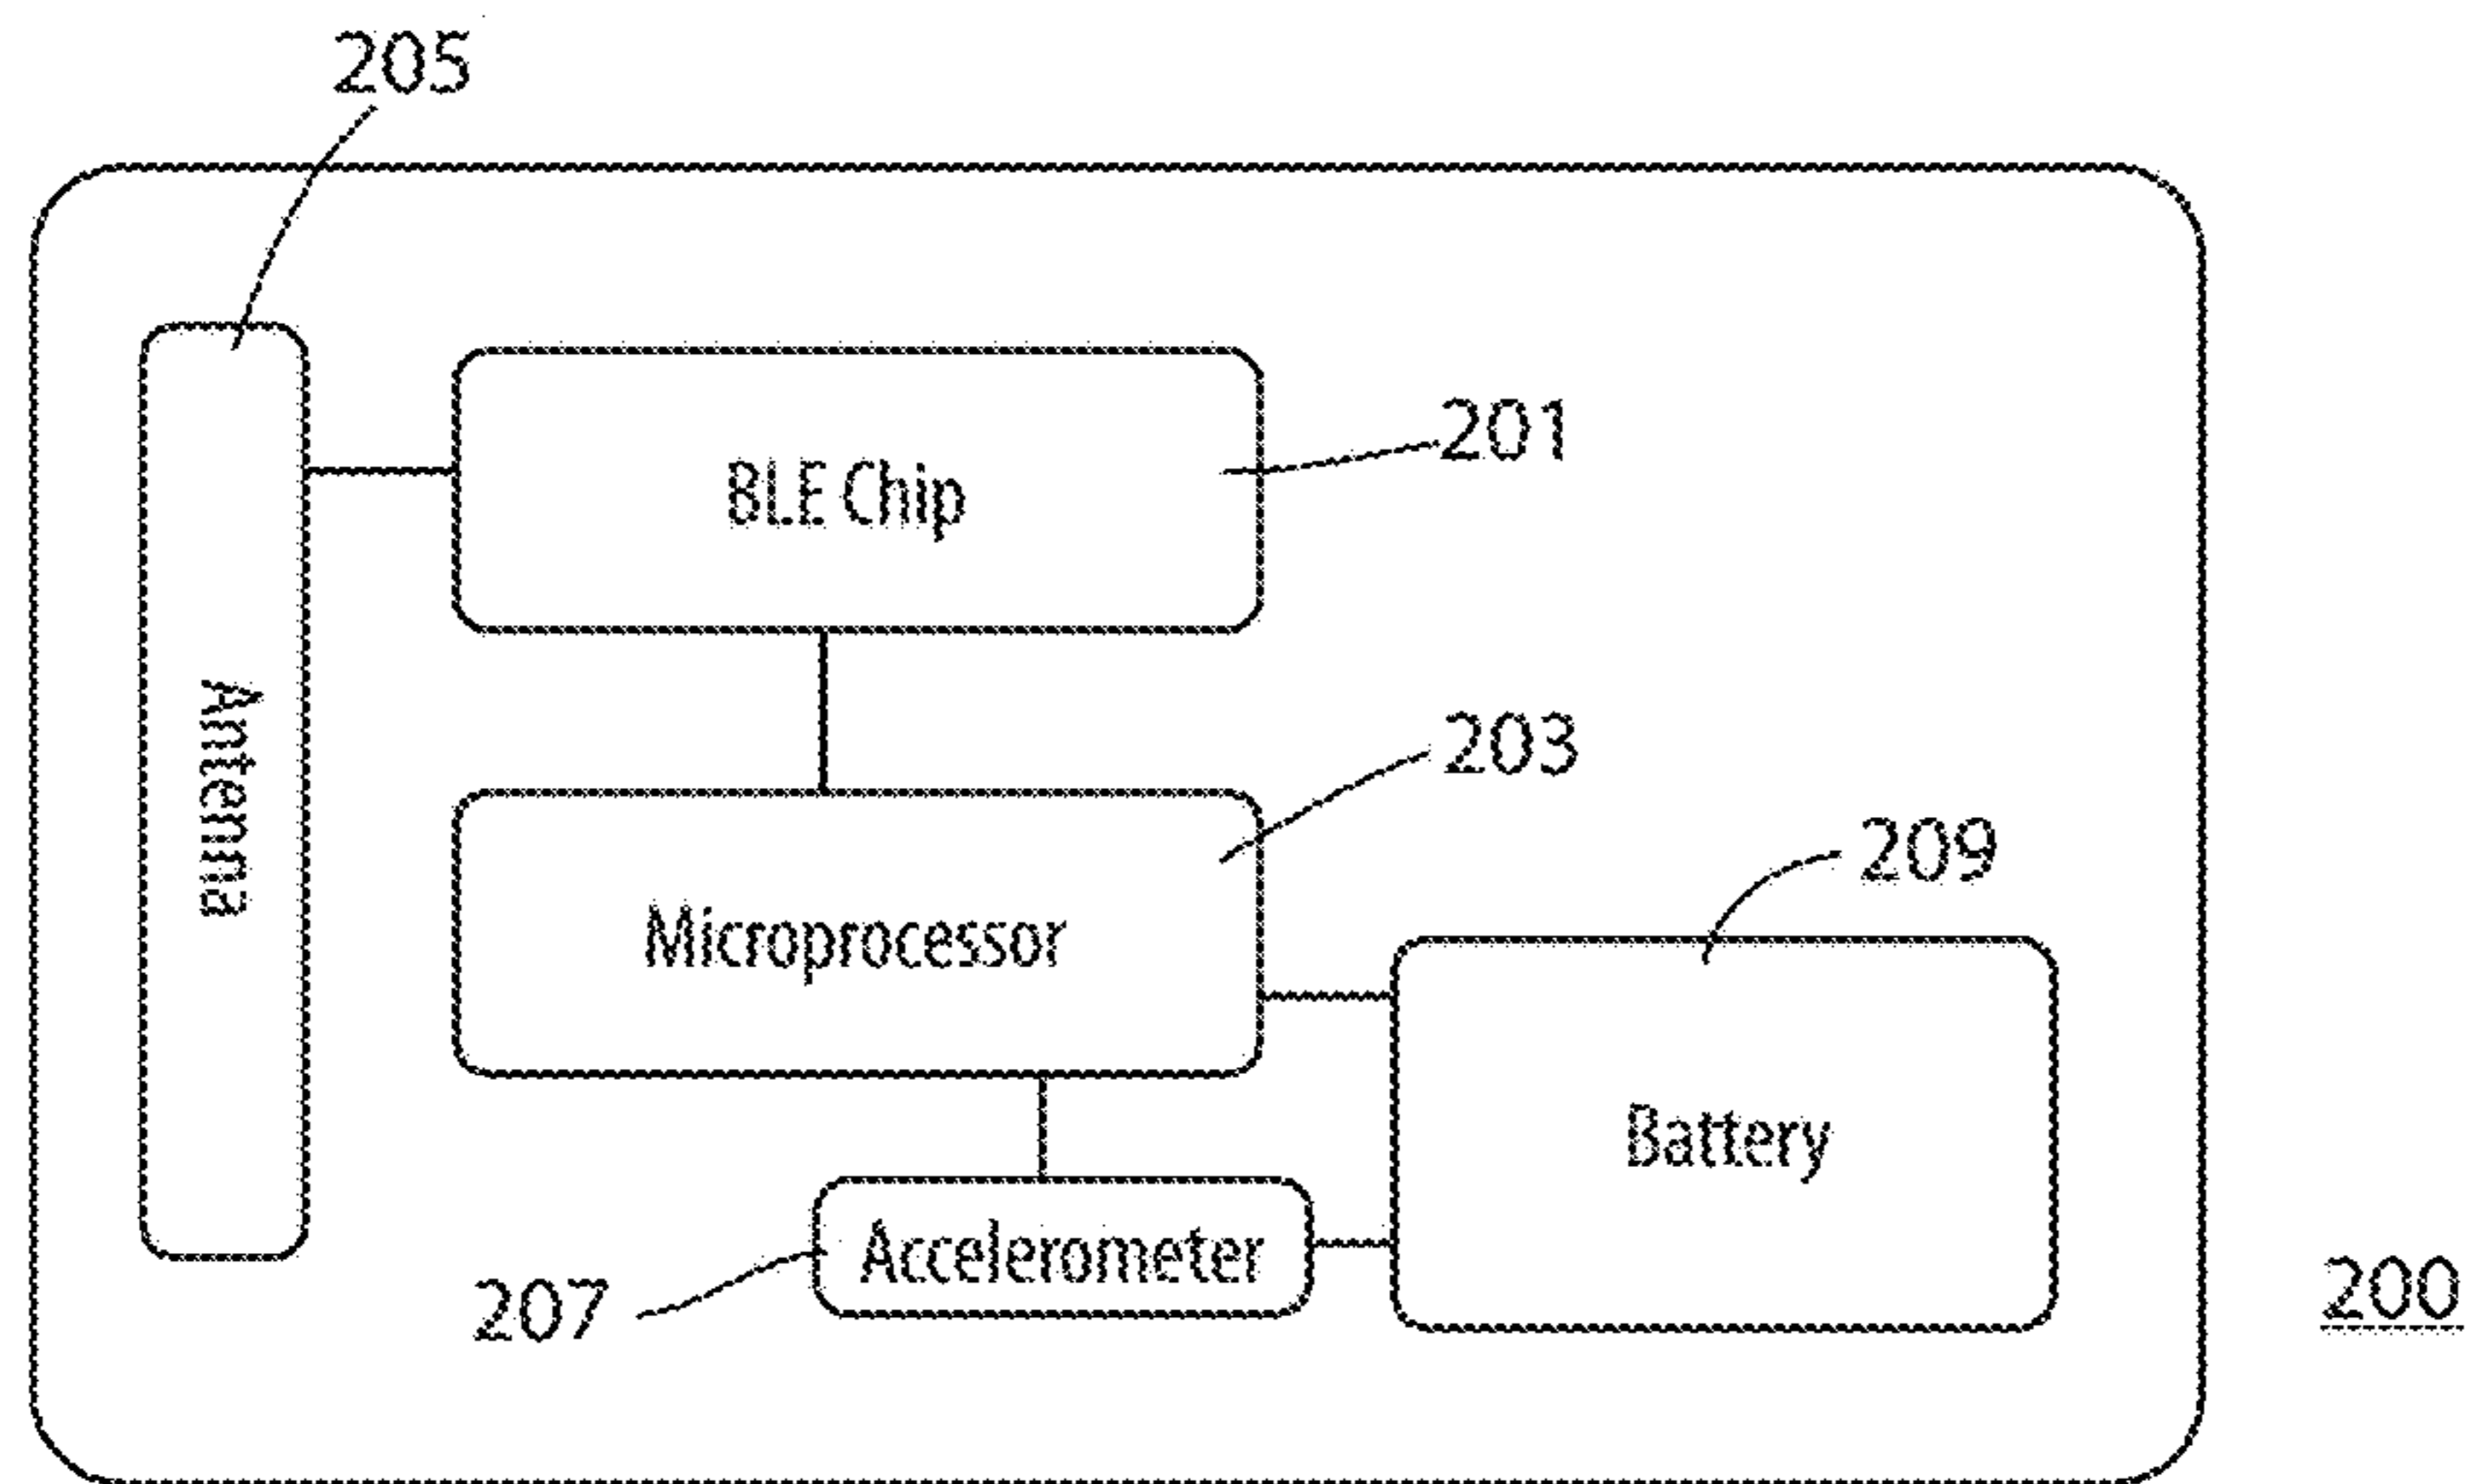 205
201
BLE Chip
203
Antenna
209
Microprocessor
Battery
Accelerometer
207
200